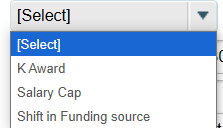 [Select]
[Select]
K Award
Salary Cap
Shift in Funding source